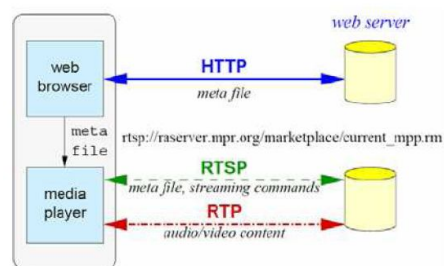 web server
web
browser
HTTP
meta file
meta
file
rtsp://raserver.mpr.org/marketplace/current_mpp.rm
RTSP
meta file, streaming commands
media
player
RTP
audio/video content